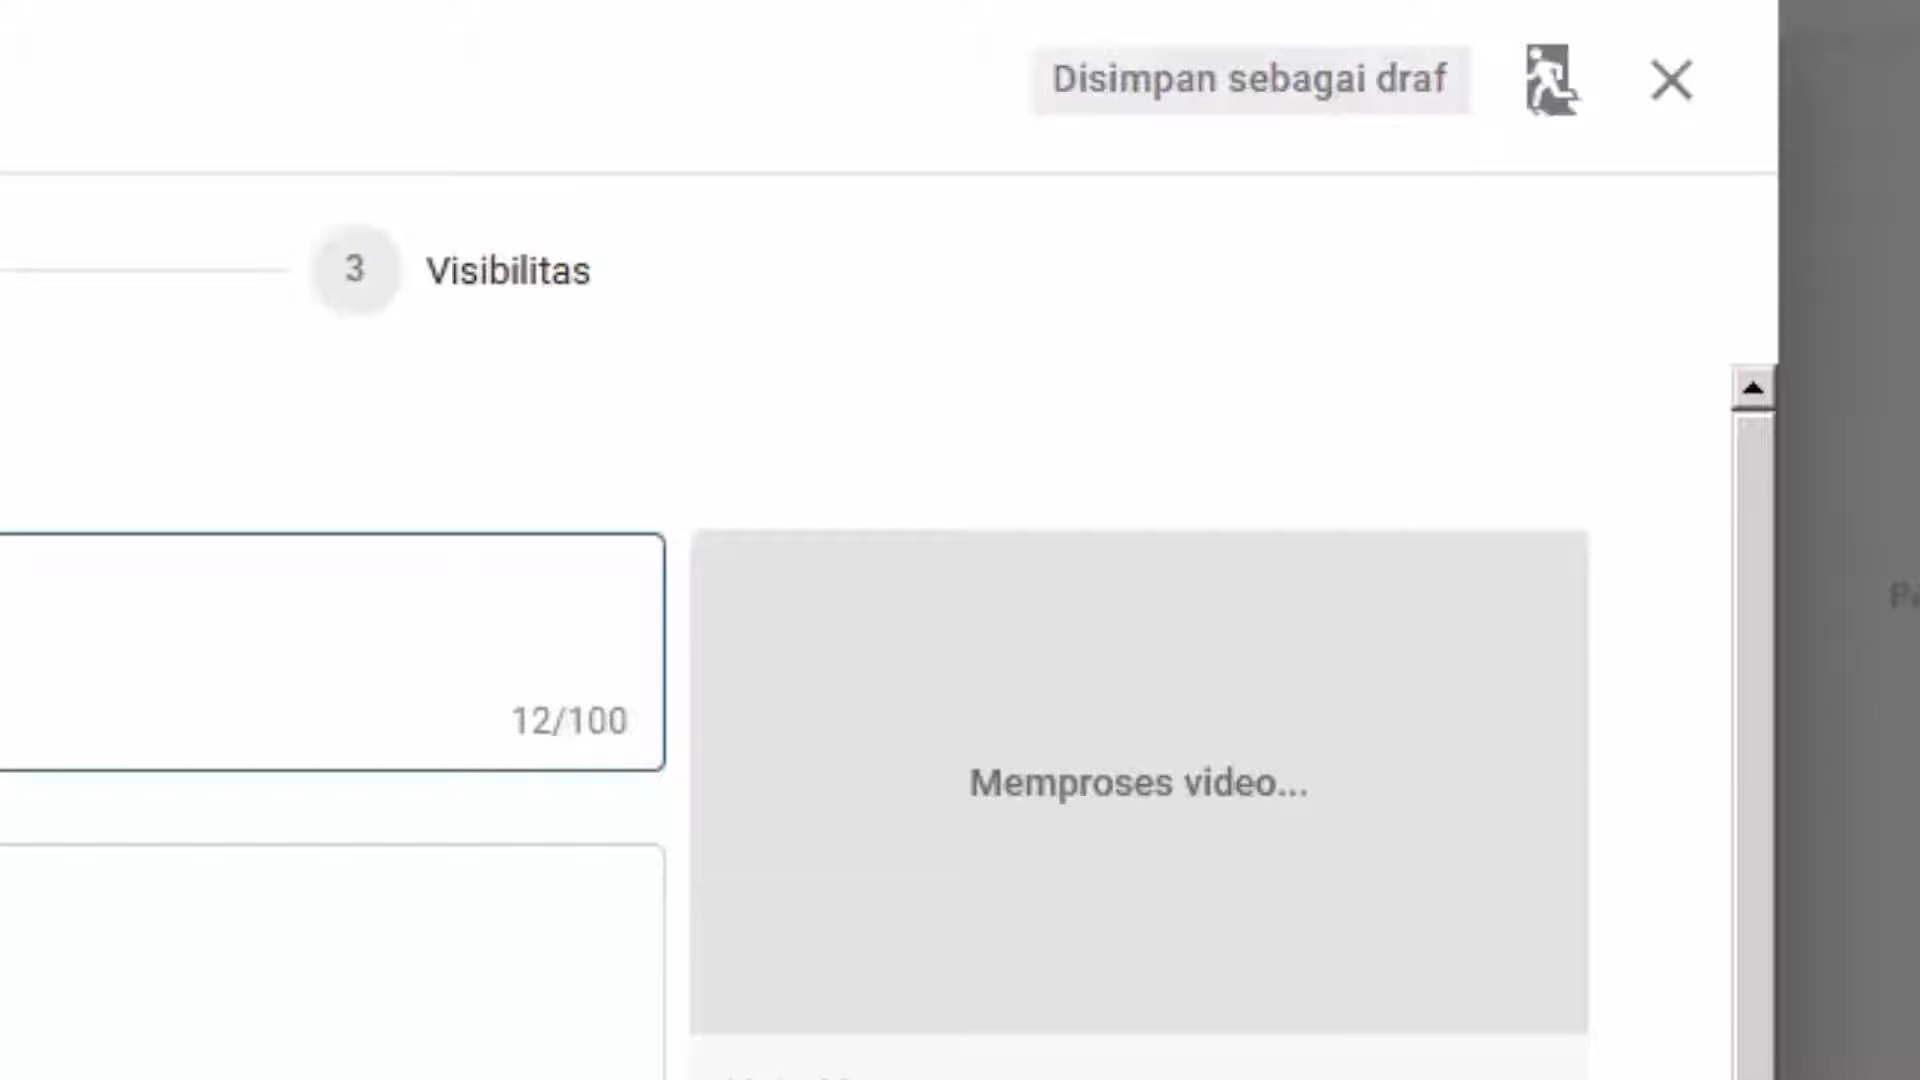 Disimpan sebagai draf
3 Visibilitas
12/100
Memproses video...